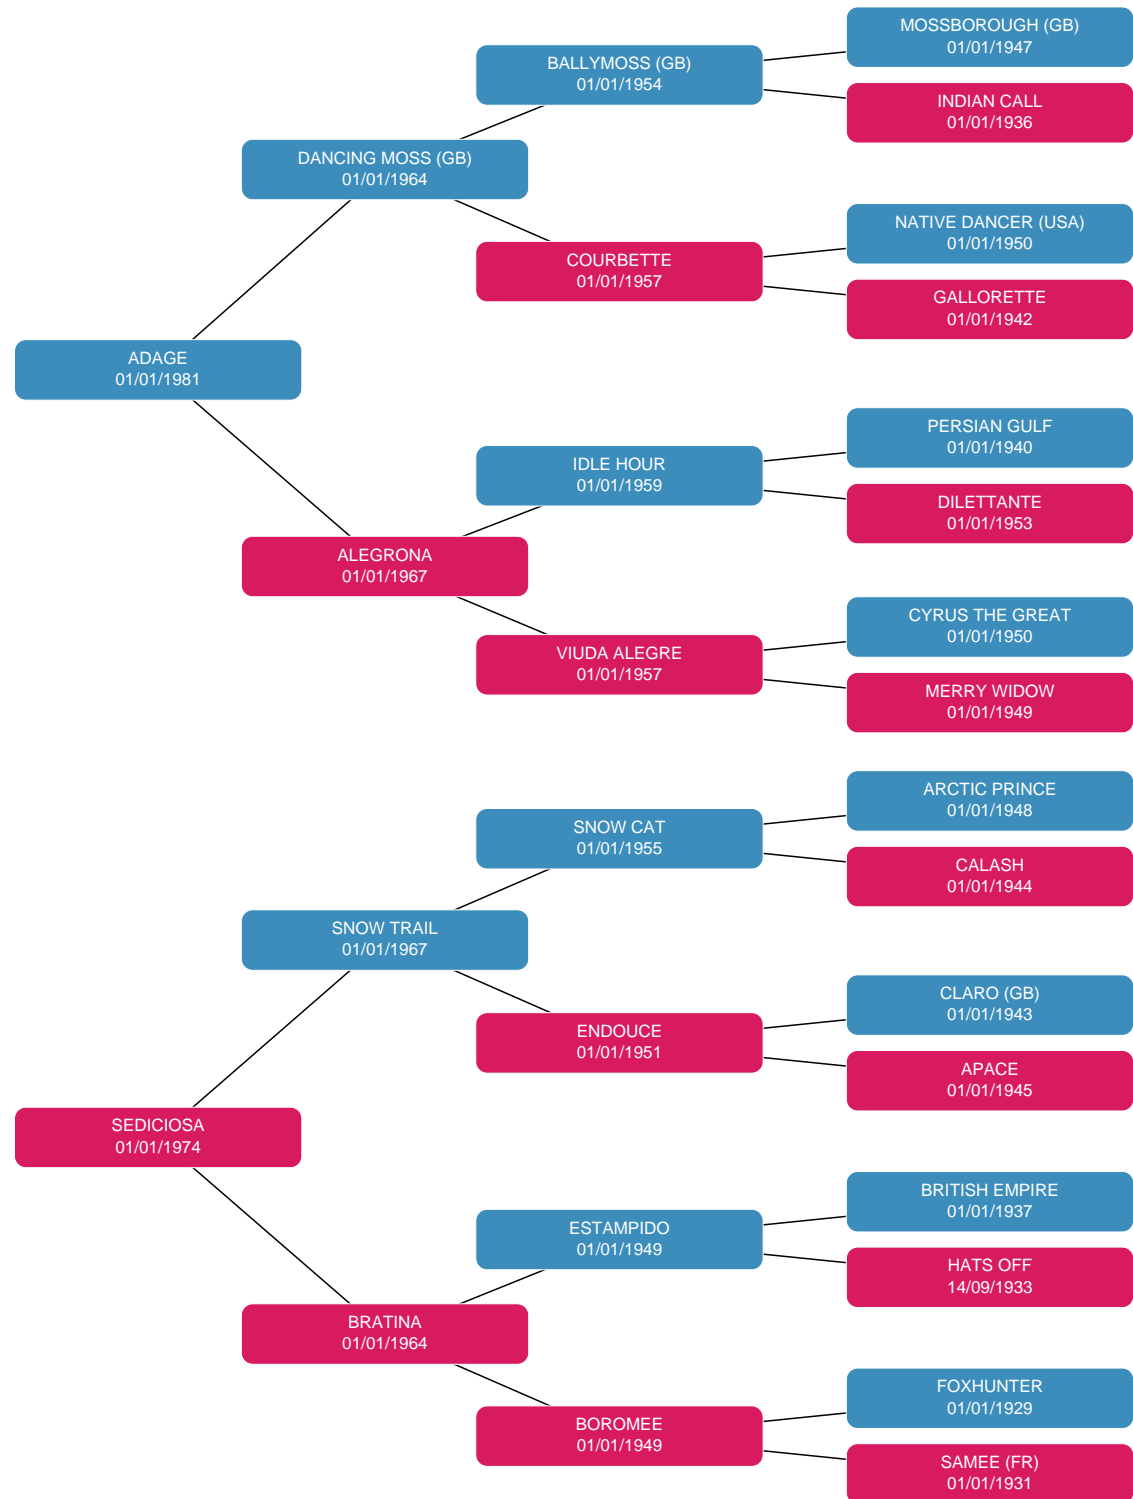 MOSSBOROUGH (GB)
01/01/1947
BALLYMOSS (GB)
01/01/1954
INDIAN CALL
01/01/1936
DANCING MOSS (GB)
01/01/1964
NATIVE DANCER (USA)
01/01/1950
COURBETTE
01/01/1957
GALLORETTE
01/01/1942
ADAGE
01/01/1981
PERSIAN GULF
01/01/1940
IDLE HOUR
01/01/1959
DILETTANTE
01/01/1953
ALEGRONA
01/01/1967
CYRUS THE GREAT
01/01/1950
VIUDA ALEGRE
01/01/1957
MERRY WIDOW
01/01/1949
ARCTIC PRINCE
01/01/1948
SNOW CAT
01/01/1955
CALASH
01/01/1944
SNOW TRAIL
01/01/1967
CLARO (GB)
01/01/1943
ENDOUCE
01/01/1951
APACE
01/01/1945
SEDICIOSA
01/01/1974
BRITISH EMPIRE
01/01/1937
ESTAMPIDO
01/01/1949
HATS OFF
14/09/1933
BRATINA
01/01/1964
FOXHUNTER
01/01/1929
BOROMEE
01/01/1949
SAMEE (FR)
01/01/1931